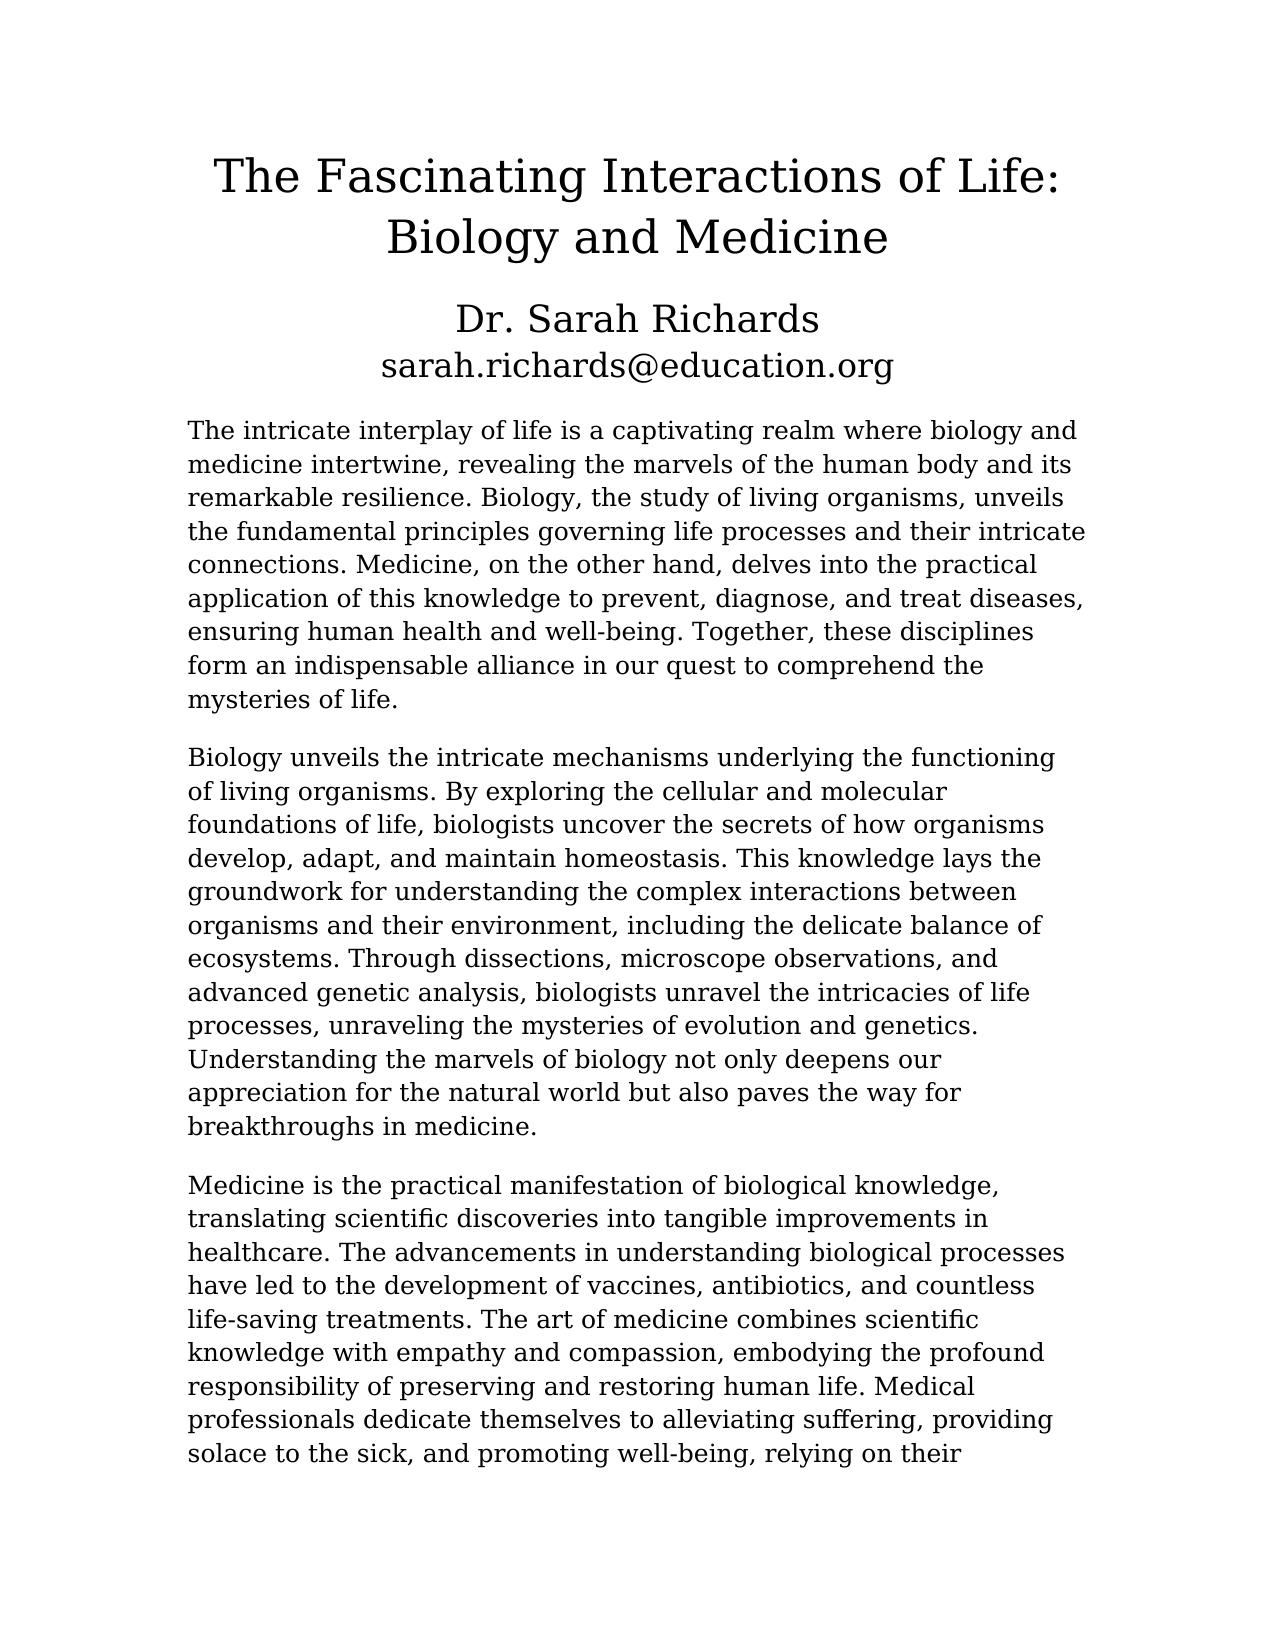 The Fascinating Interactions of Life:
Biology and Medicine
Dr. Sarah Richards
sarah.richards@education.org
The intricate interplay of life is a captivating realm where biology and
medicine intertwine, revealing the marvels of the human body and its
remarkable resilience. Biology, the study of living organisms, unveils
the fundamental principles governing life processes and their intricate
connections. Medicine, on the other hand, delves into the practical
application of this knowledge to prevent, diagnose, and treat diseases,
ensuring human health and well-being. Together, these disciplines
form an indispensable alliance in our quest to comprehend the
mysteries of life.
Biology unveils the intricate mechanisms underlying the functioning
of living organisms. By exploring the cellular and molecular
foundations of life, biologists uncover the secrets of how organisms
develop, adapt, and maintain homeostasis. This knowledge lays the
groundwork for understanding the complex interactions between
organisms and their environment, including the delicate balance of
ecosystems. Through dissections, microscope observations, and
advanced genetic analysis, biologists unravel the intricacies of life
processes, unraveling the mysteries of evolution and genetics.
Understanding the marvels of biology not only deepens our
appreciation for the natural world but also paves the way for
breakthroughs in medicine.
Medicine is the practical manifestation of biological knowledge,
translating scientific discoveries into tangible improvements in
healthcare. The advancements in understanding biological processes
have led to the development of vaccines, antibiotics, and countless
life-saving treatments. The art of medicine combines scientific
knowledge with empathy and compassion, embodying the profound
responsibility of preserving and restoring human life. Medical
professionals dedicate themselves to alleviating suffering, providing
solace to the sick, and promoting well-being, relying on their